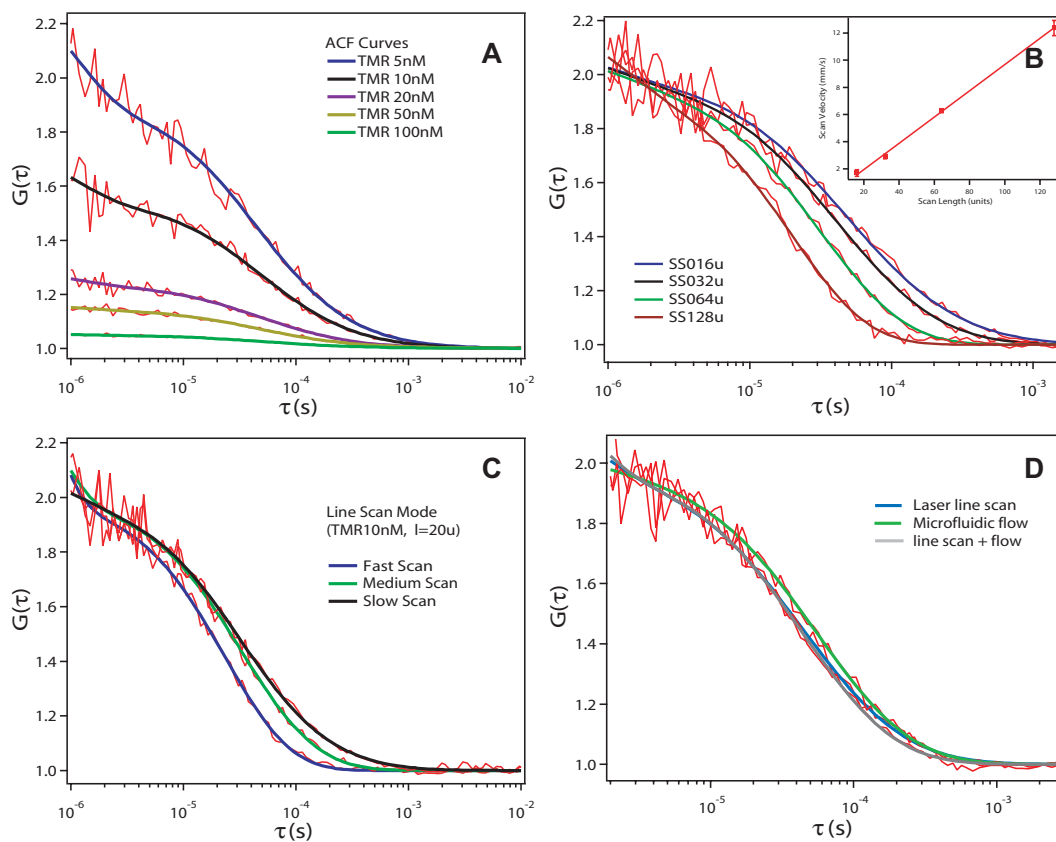 A
ACF Curves
TMR 5nM
TMR 10nM
TMR 20nM
TMR 50nM
TMR 100nM
G(τ)
2.2
2.0
1.8
1.6
1.4
1.2
1.0
10-6
10-5
10-4
10-3
10-2
τ(s)
B
SS016u
SS032u
SS064u
SS128u
G(τ)
2.2
2.0
1.8
1.6
1.4
1.2
1.0
10-6
10-5
10-4
10-3
τ(s)
Scan Velocity (mm/s)
12
10
8
6
4
2
20
40
60
80
100
120
Scan Length (units)
C
Line Scan Mode
(TMR10nM, l=20u)
Fast Scan
Medium Scan
Slow Scan
G(τ)
2.2
2.0
1.8
1.6
1.4
1.2
1.0
10-6
10-5
10-4
10-3
10-2
τ(s)
D
Laser line scan
Microfluidic flow
line scan + flow
G(τ)
2.0
1.8
1.6
1.4
1.2
1.0
10-5
10-4
10-3
τ(s)